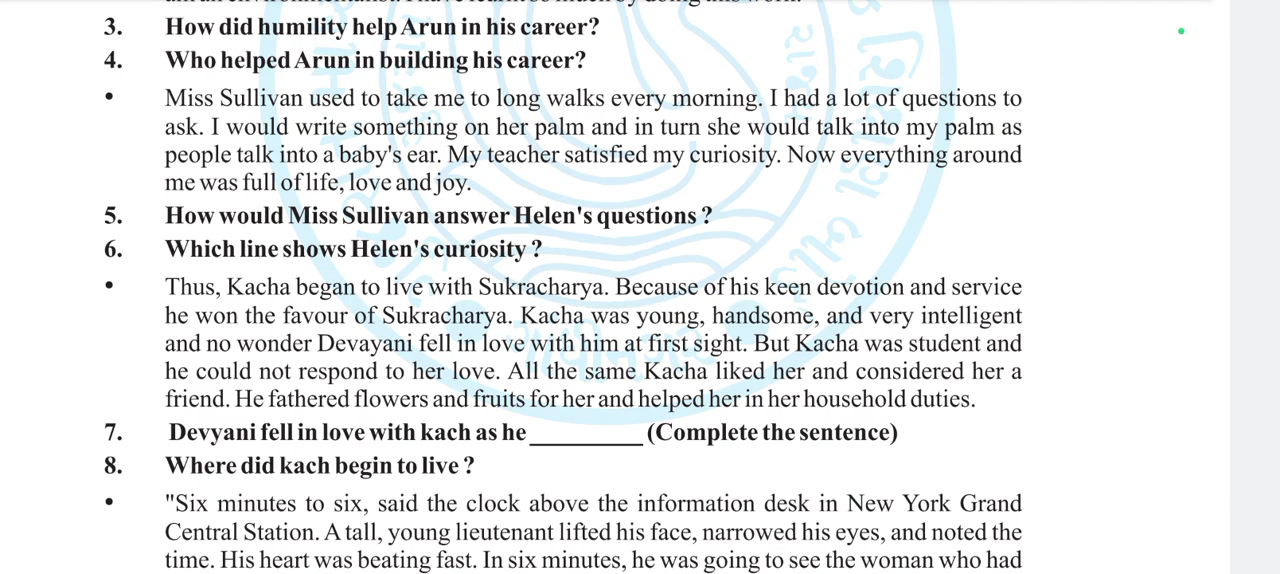 3. How did humility help Arun in his career?
4. Who helped Arun in building his career?
• Miss Sullivan used to take me to long walks every morning. I had a lot of questions to
ask. I would write something on her palm and in turn she would talk into my palm as
people talk into a baby's ear. My teacher satisfied my curiosity. Now everything around
me was full of life, love and joy.
5. How would Miss Sullivan answer Helen's questions ?
6. Which line shows Helen's curiosity ?
• Thus, Kacha began to live with Sukracharya. Because of his keen devotion and service
he won the favour of Sukracharya. Kacha was young, handsome, and very intelligent
and no wonder Devayani fell in love with him at first sight. But Kacha was student and
he could not respond to her love. All the same Kacha liked her and considered her a
friend. He fathered flowers and fruits for her and helped her in her household duties.
7. Devyani fell in love with kach as he _________ (Complete the sentence)
8. Where did kach begin to live ?
• "Six minutes to six, said the clock above the information desk in New York Grand
Central Station. A tall, young lieutenant lifted his face, narrowed his eyes, and noted the
time. His heart was beating fast. In six minutes, he was going to see the woman who had